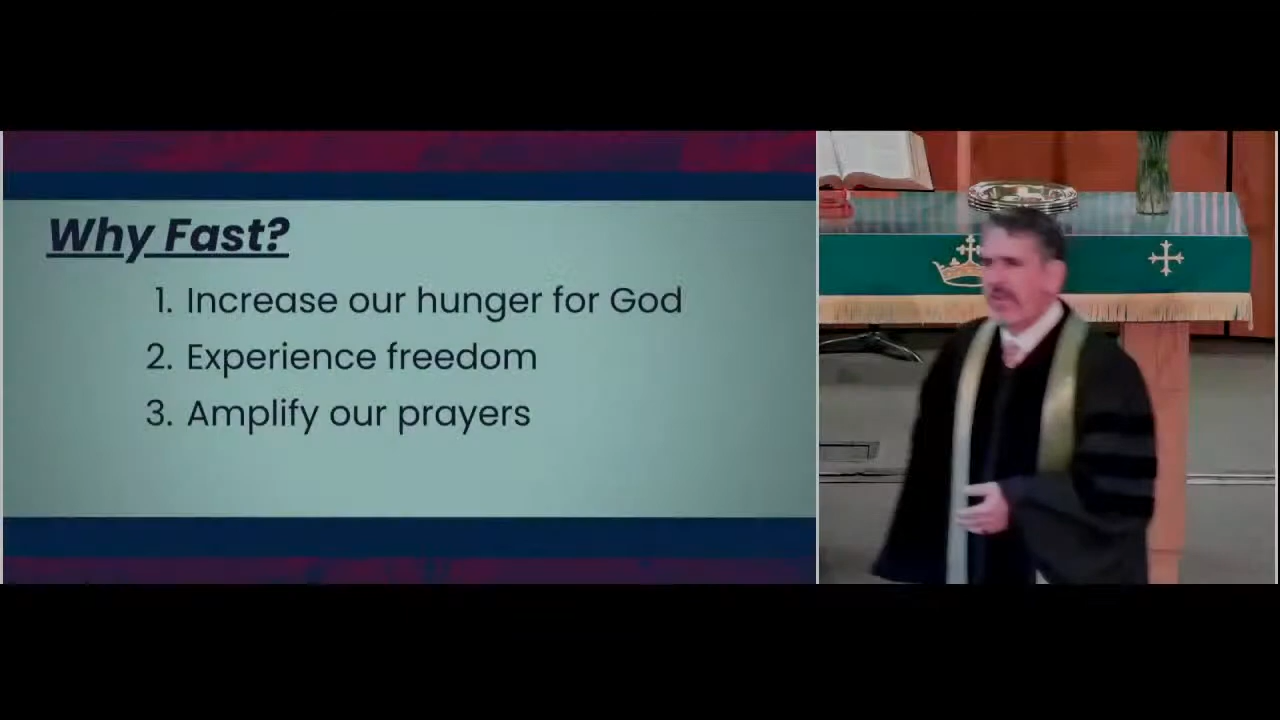 Why Fast?
1. Increase our hunger for God
2. Experience freedom
3. Amplify our prayers